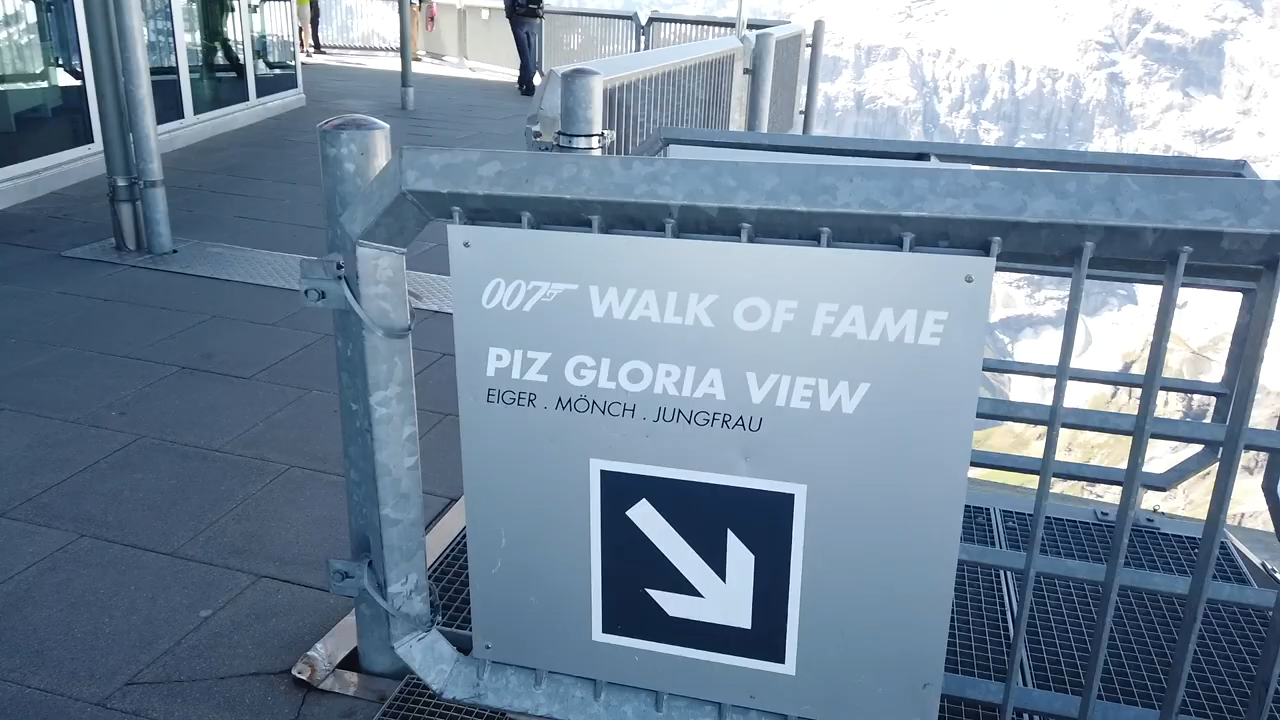 007 WALK OF FAME
PIZ GLORIA VIEW
EIGER . MÖNCH . JUNGFRAU